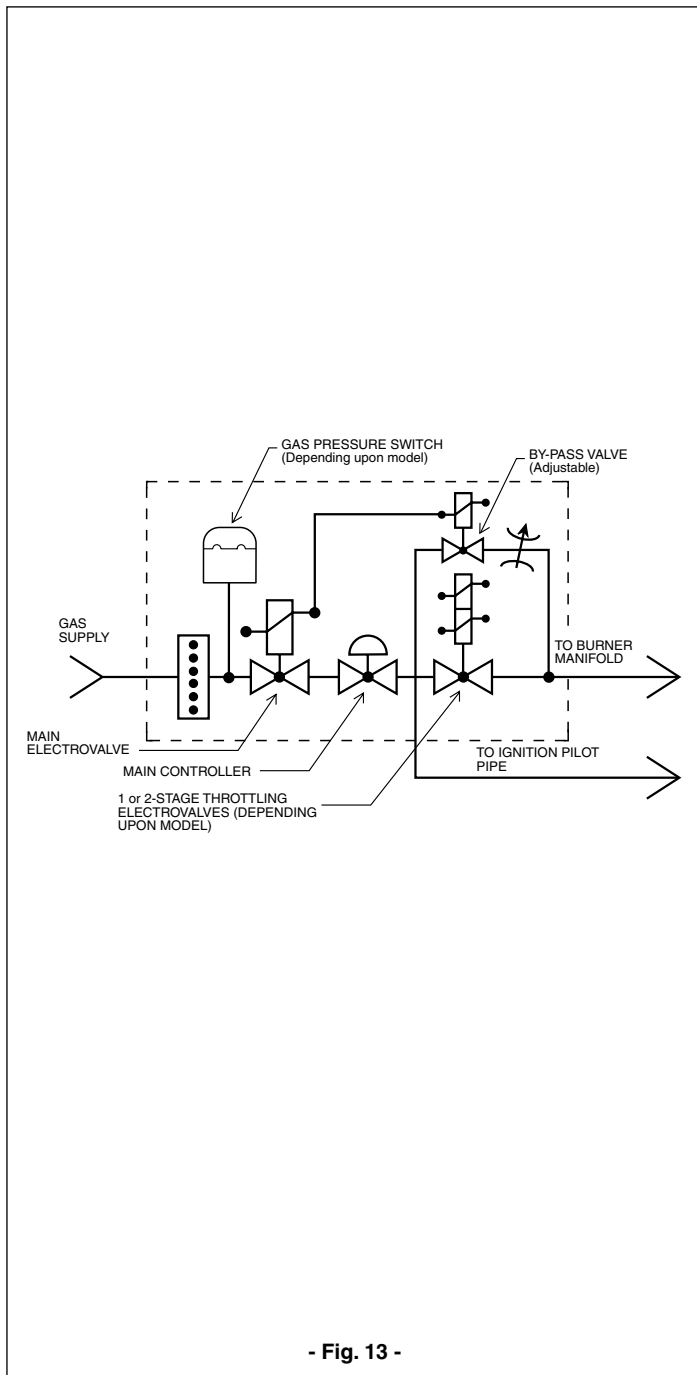 GAS PRESSURE SWITCH
(Depending upon model)
BY-PASS VALVE
(Adjustable)
GAS
SUPPLY
TO BURNER
MANIFOLD
MAIN
ELECTROVALVE
MAIN CONTROLLER
TO IGNITION PILOT
PIPE
1 or 2-STAGE THROTTLING
ELECTROVALVES (DEPENDING
UPON MODEL)
- Fig. 13 -